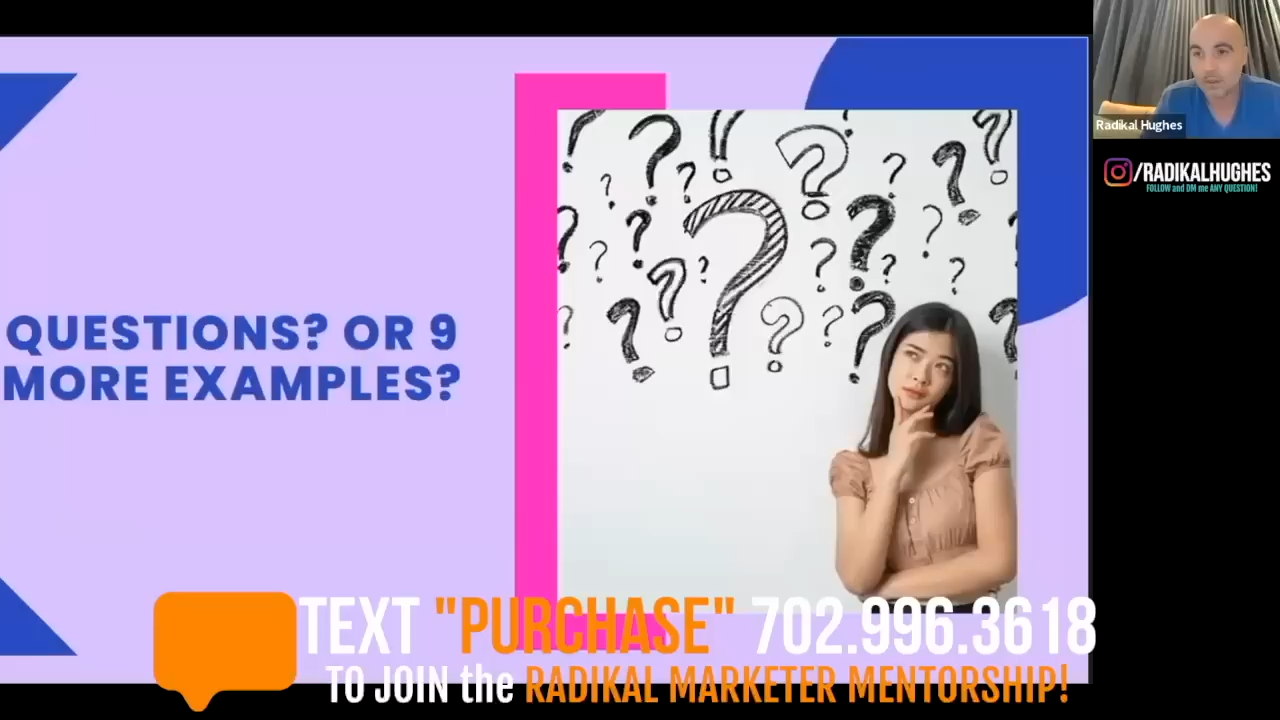 QUESTIONS? OR 9
MORE EXAMPLES?
Radikal Hughes
/RADIKALHUGHES
FOLLOW and DM me ANY QUESTION!
TEXT "PURCHASE" 702.996.3618
TO JOIN the RADIKAL MARKETER MENTORSHIP!